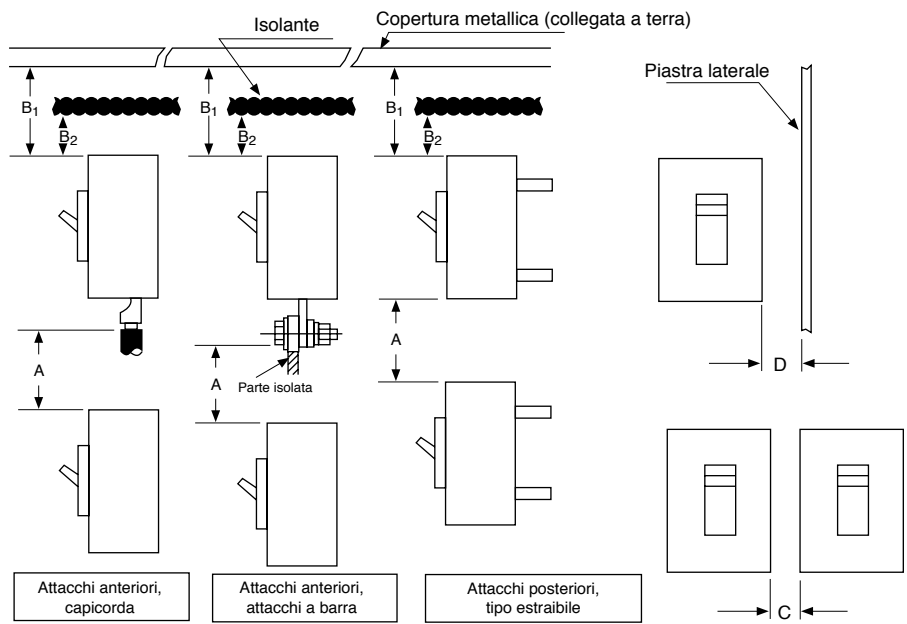 Isolante
Copertura metallica (collegata a terra)
Piastra laterale
B1
B2
B1
B2
B1
B2
A
A
A
Parte isolata
D
C
Attacchi anteriori,
capicorda
Attacchi anteriori,
attacchi a barra
Attacchi posteriori,
tipo estraibile